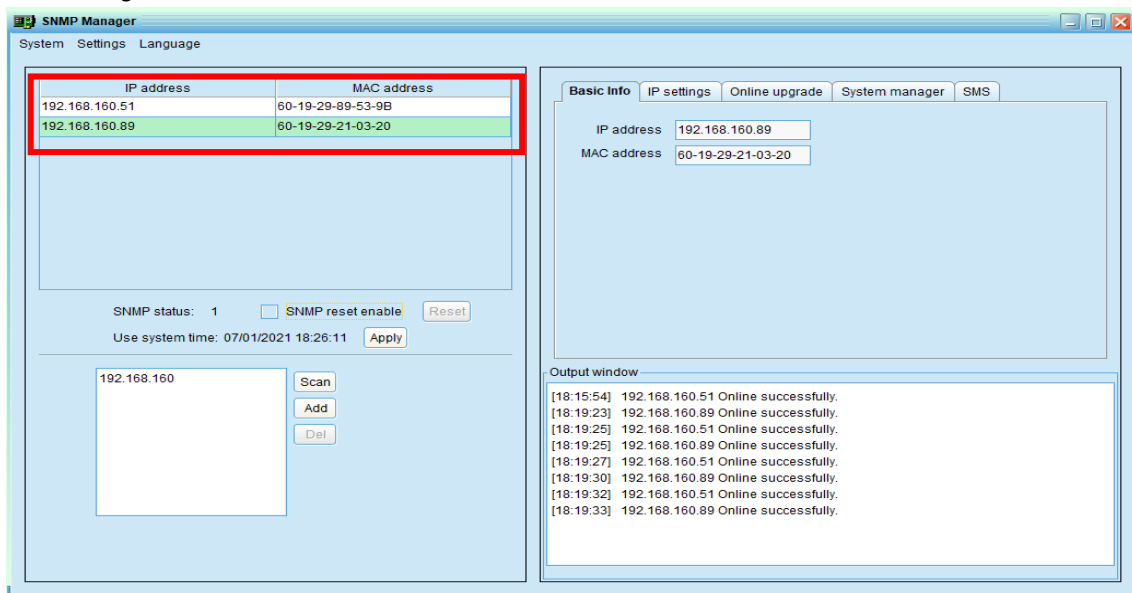 SNMP Manager
System Settings Language
IP address MAC address
192.168.160.51 60-19-29-89-53-9B
192.168.160.89 60-19-29-21-03-20
SNMP status: 1 SNMP reset enable Reset
Use system time: 07/01/2021 18:26:11 Apply
192.168.160
Scan
Add
Del
Basic Info IP settings Online upgrade System manager SMS
IP address 192.168.160.89
MAC address 60-19-29-21-03-20
Output window
[18:15:54] 192.168.160.51 Online successfully.
[18:19:23] 192.168.160.89 Online successfully.
[18:19:25] 192.168.160.51 Online successfully.
[18:19:25] 192.168.160.89 Online successfully.
[18:19:27] 192.168.160.51 Online successfully.
[18:19:30] 192.168.160.89 Online successfully.
[18:19:32] 192.168.160.51 Online successfully.
[18:19:33] 192.168.160.89 Online successfully.